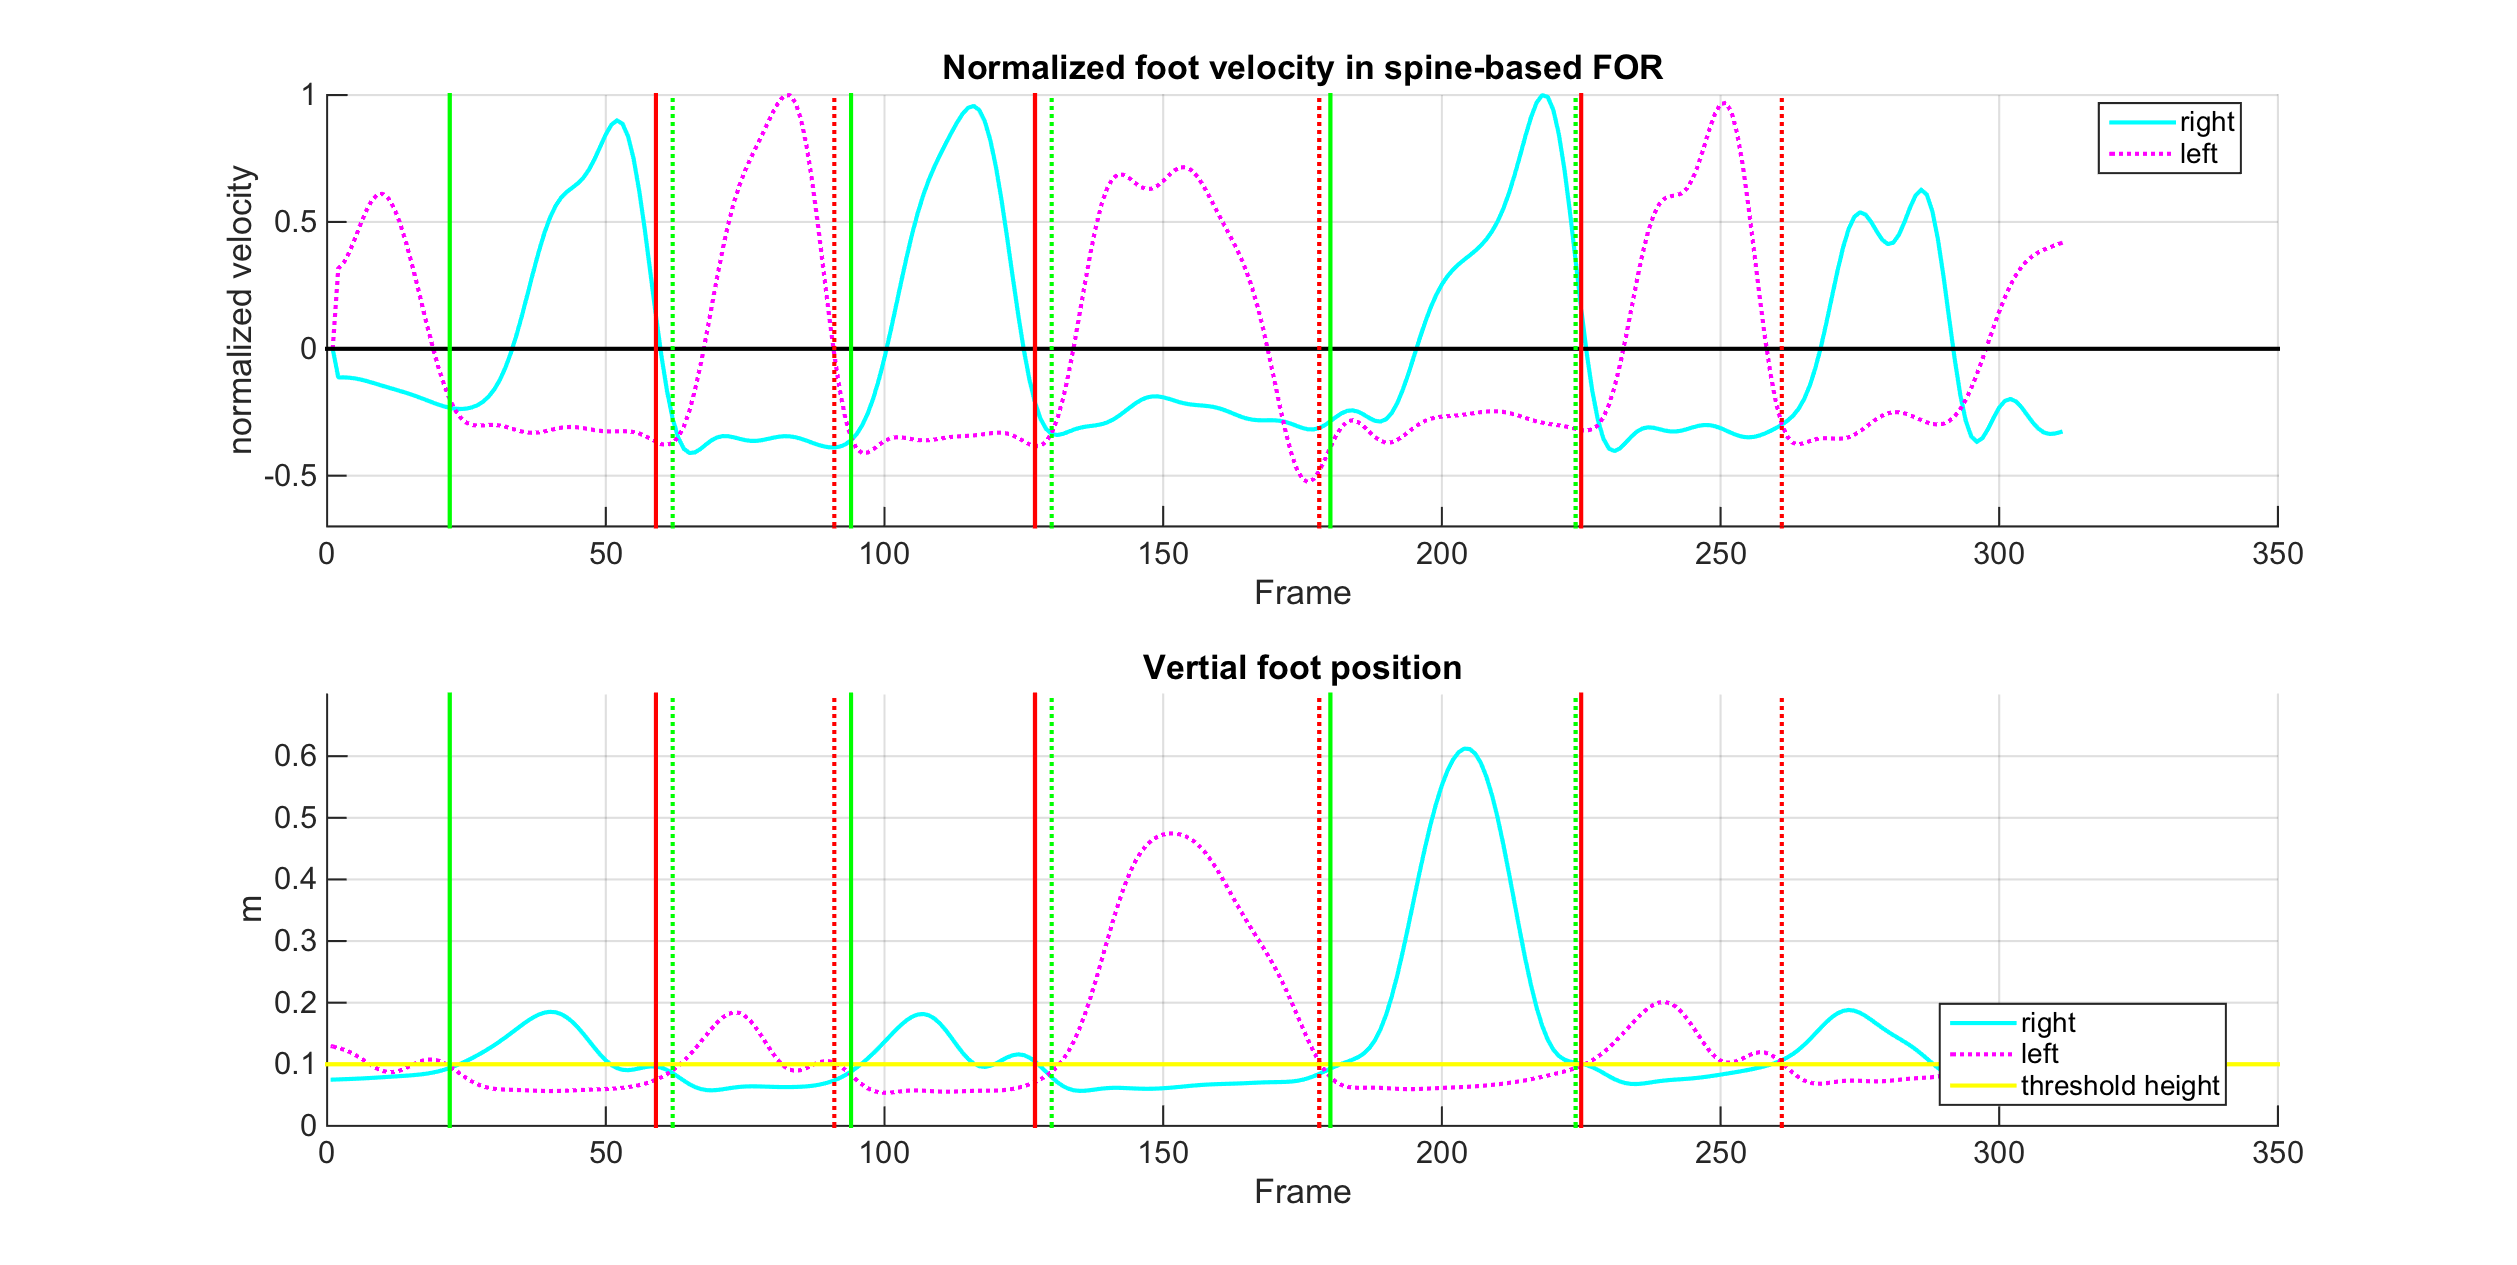 Normalized foot velocity in spine-based FOR
normalized velocity
1
0.5
0
-0.5
right
left
0 50 100 150 200 250 300 350
Frame
Vertial foot position
m
0.6
0.5
0.4
0.3
0.2
0.1
0
right
left
threshold height
0 50 100 150 200 250 300 350
Frame